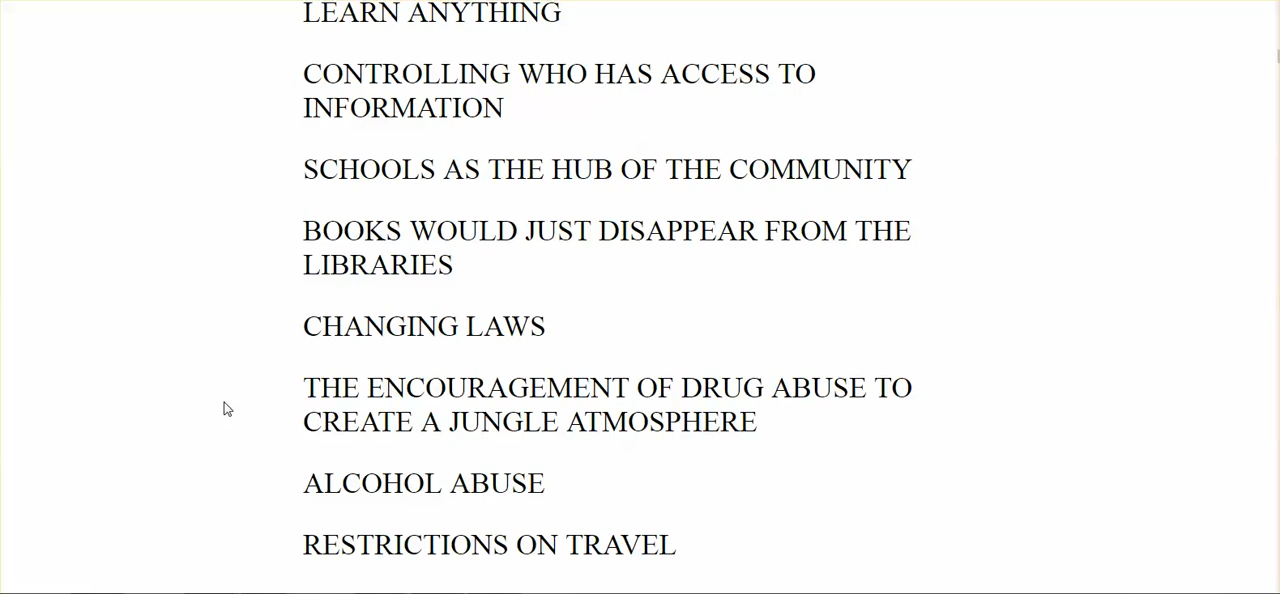 LEARN ANYTHING
CONTROLLING WHO HAS ACCESS TO
INFORMATION
SCHOOLS AS THE HUB OF THE COMMUNITY
BOOKS WOULD JUST DISAPPEAR FROM THE
LIBRARIES
CHANGING LAWS
THE ENCOURAGEMENT OF DRUG ABUSE TO
CREATE A JUNGLE ATMOSPHERE
ALCOHOL ABUSE
RESTRICTIONS ON TRAVEL